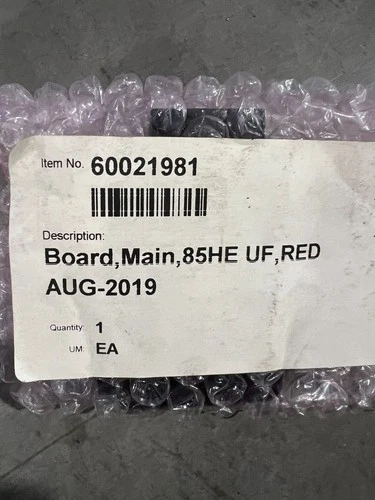 Item No. 60021981
Description:
Board,Main,85HE UF,RED
AUG-2019
Quantity: 1
UM: EA